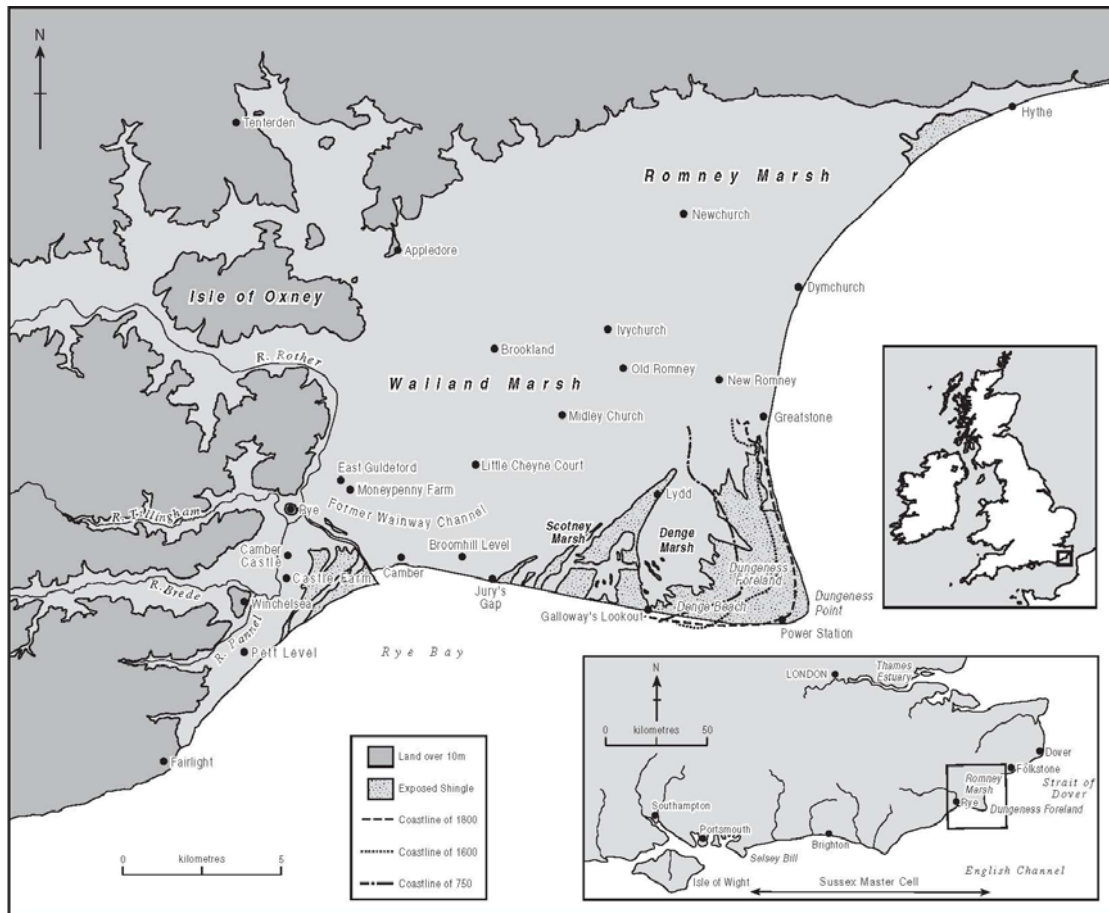 N
Tenterden
Hythe
Romney Marsh
Newchurch
Appledore
Isle of Oxney
Dymchurch
Ivychurch
R. Rother
Brookland
Old Romney
New Romney
Walland Marsh
Midley Church
Greatstone
Little Cheyne Court
East Guldeford
Moneypenny Farm
Lydd
Rye
Former Wainway Channel
R. Tillingham
Scotney
Marsh
Denge
Marsh
Camber
Castle
Broomhill Level
Dungeness
Foreland
Castle Farm
Camber
Jury's
Gap
R. Brede
Winchelsea
Dungeness
Point
Denge Beach
Galloway's Lookout
Power Station
R. Pannel
Pett Level
Rye Bay
Fairlight
Land over 10m
Exposed Shingle
Coastline of 1800
Coastline of 1600
Coastline of 750
kilometres
0 5
N
LONDON
Thames
Estuary
kilometres
0 50
Dover
Folkstone
Romney
Marsh
Strait of
Dover
Rye
Dungeness Foreland
Southampton
Portsmouth
Brighton
Selsey Bill
English Channel
Isle of Wight
Sussex Master Cell